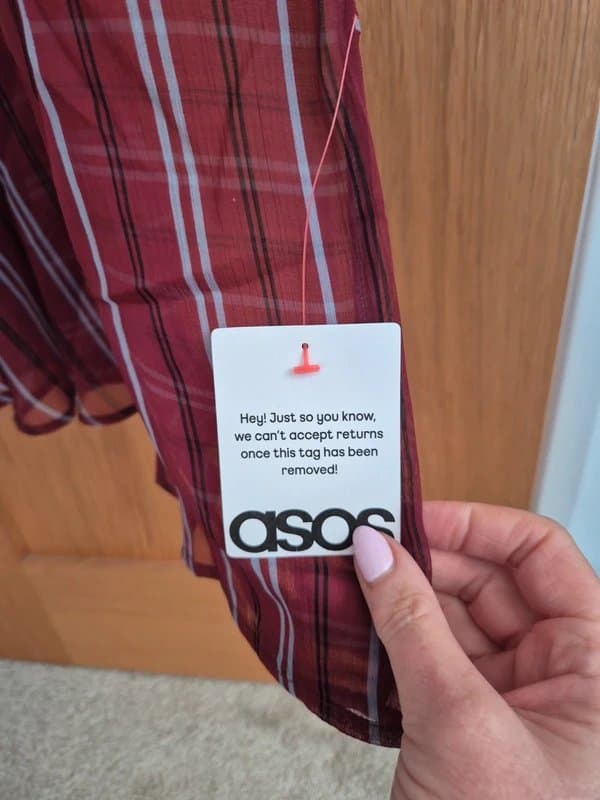 Hey! Just so you know,
we can't accept returns
once this tag has been
removed!
asos